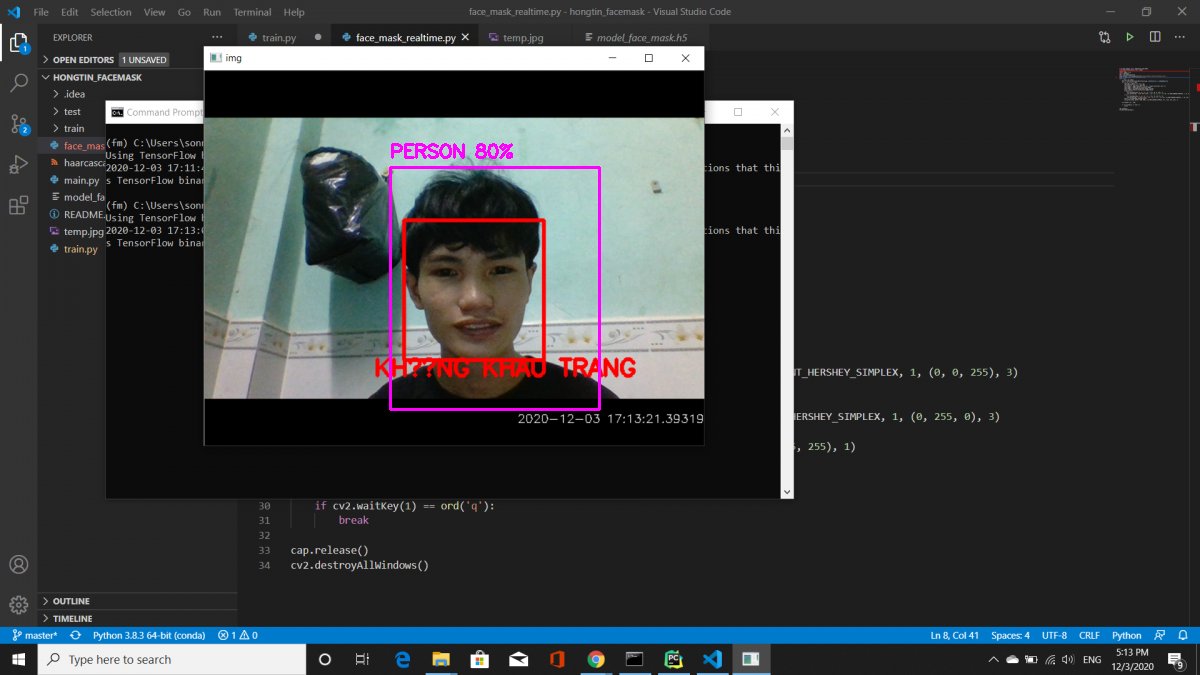 File Edit Selection View Go Run Terminal Help
face_mask_realtime.py - hongtin_facemask - Visual Studio Code
EXPLORER
train.py
face_mask_realtime.py
temp.jpg
model_face_mask.h5
OPEN EDITORS 1 UNSAVED
HONGTIN_FACEMASK
.idea
test
train
face_mas
haarcasca
main.py
model_fa
README.
temp.jpg
train.py
OUTLINE
TIMELINE
Command Prompt
(fm) C:\Users\son
Using TensorFlow
2020-12-03 17:11:4
s TensorFlow binar
tions that thi
(fm) C:\Users\son
Using TensorFlow
2020-12-03 17:13:
s TensorFlow binar
tions that thi
img
PERSON 80%
KH??NG KHAU TRANG
2020-12-03 17:13:21.39319
NT_HERSHEY_SIMPLEX, 1, (0, 0, 255), 3)
HERSHEY_SIMPLEX, 1, (0, 255, 0), 3)
, 255), 1)
30 if cv2.waitKey(1) == ord('q'):
31 break
32
33 cap.release()
34 cv2.destroyAllWindows()
master* Python 3.8.3 64-bit (conda) 1 0
Ln 8, Col 41 Spaces: 4 UTF-8 CRLF Python
Type here to search
ENG
5:13 PM
12/3/2020
9